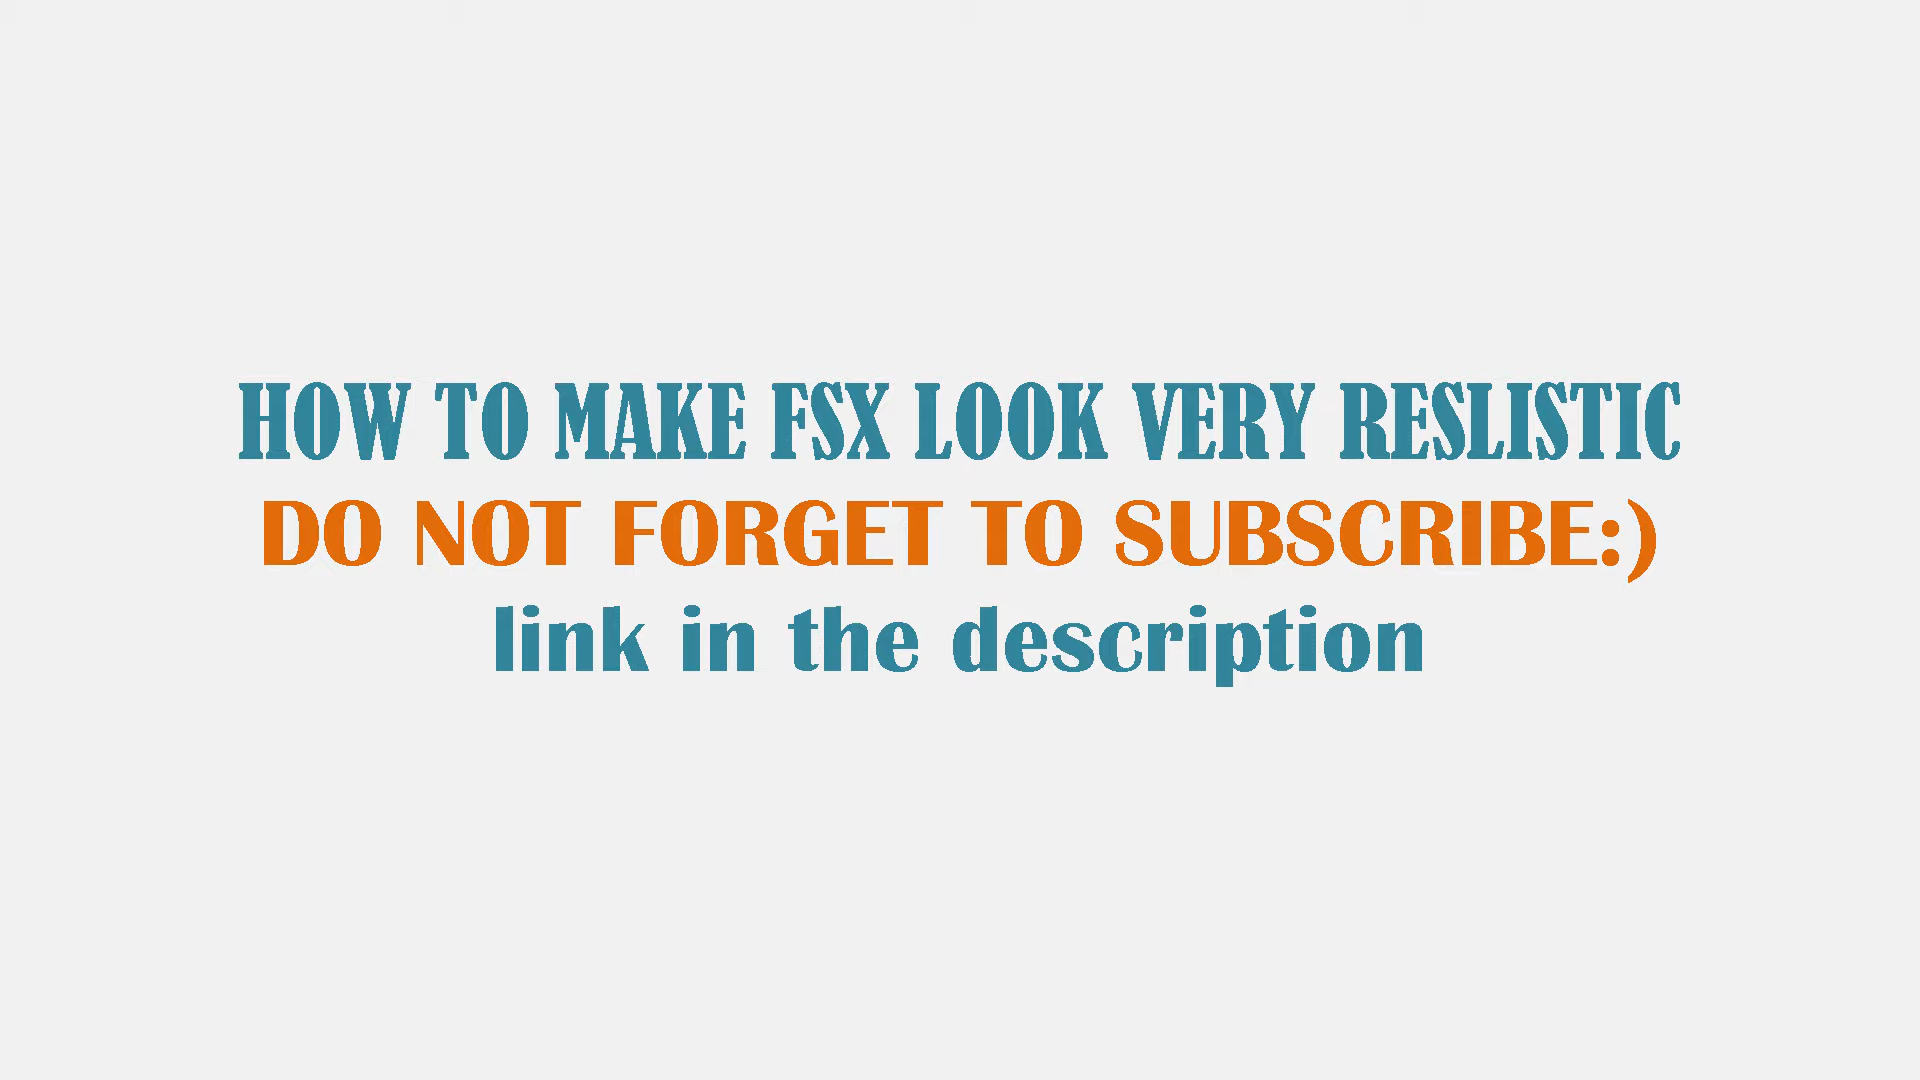 HOW TO MAKE FSX LOOK VERY RESLISTIC
DO NOT FORGET TO SUBSCRIBE:)
link in the description